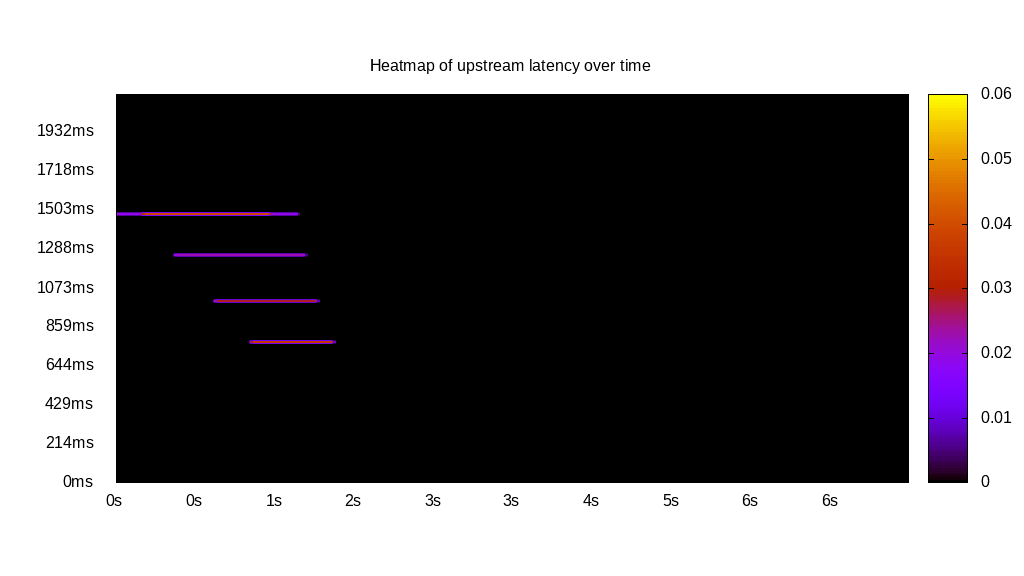 Heatmap of upstream latency over time
1932ms
1718ms
1503ms
1288ms
1073ms
859ms
644ms
429ms
214ms
0ms
0s 0s 1s 2s 3s 3s 4s 5s 6s 6s
0.06
0.05
0.04
0.03
0.02
0.01
0